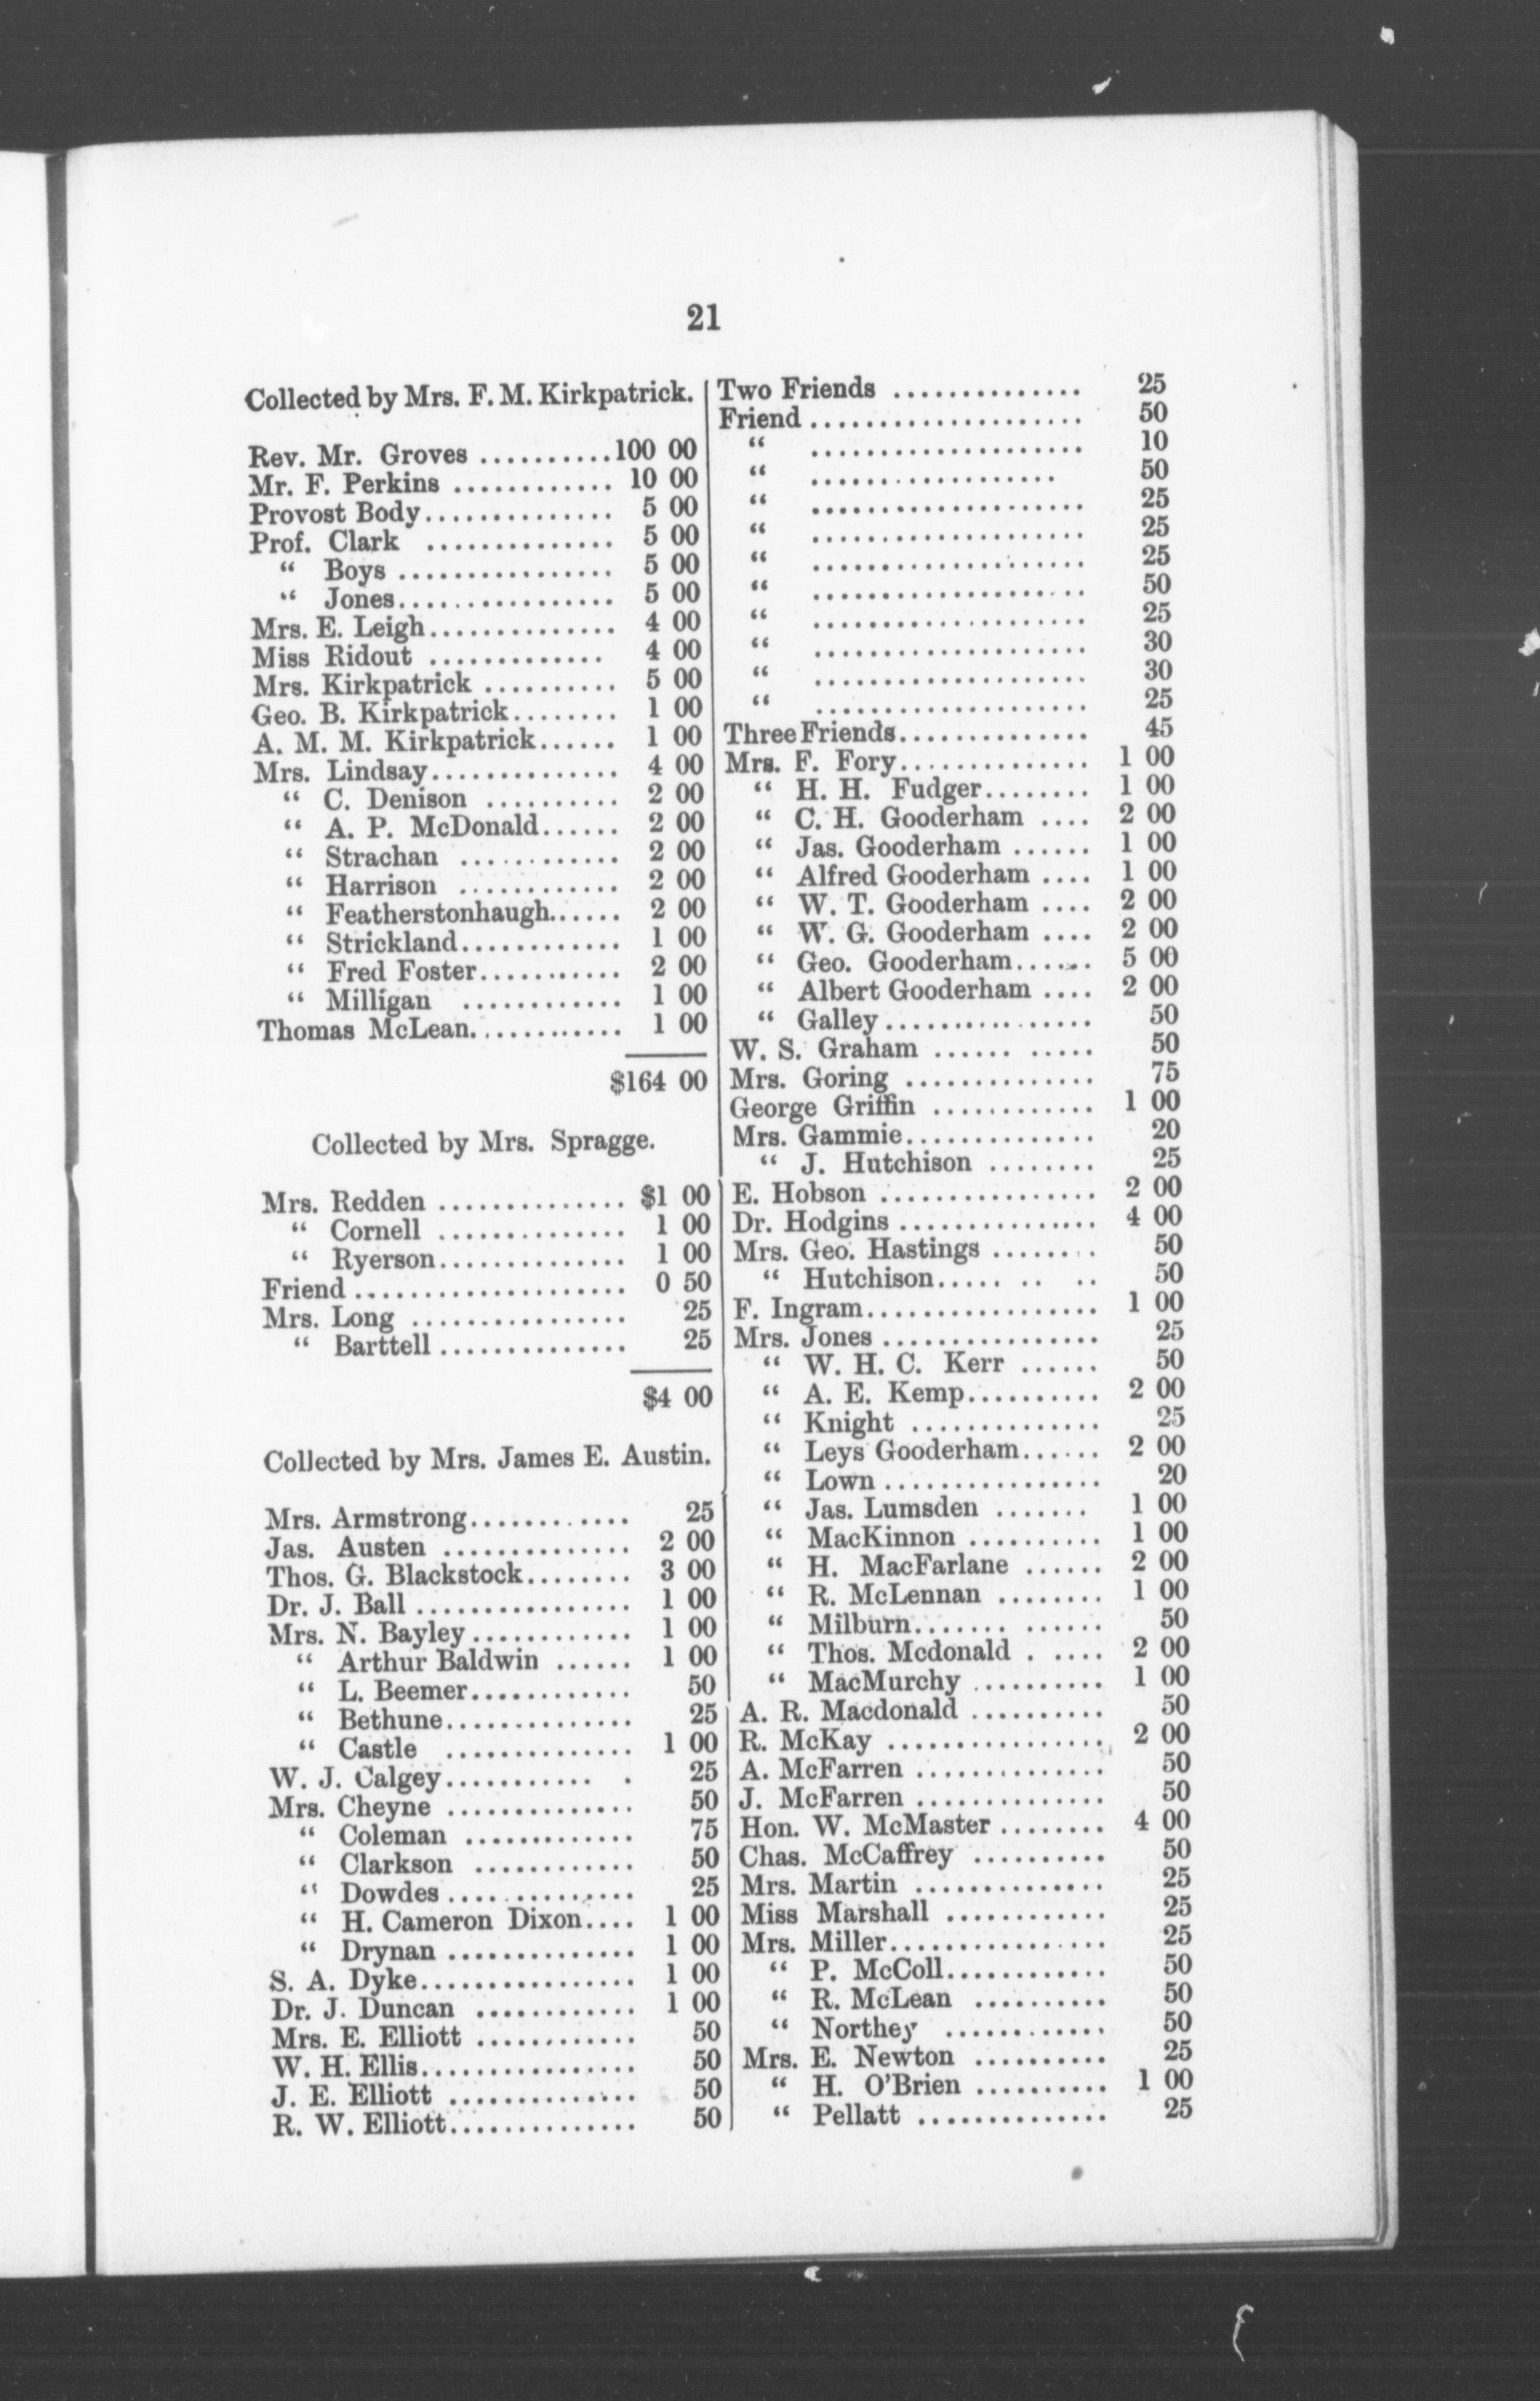 21
Collected by Mrs. F. M. Kirkpatrick.
Rev. Mr. Groves ..........100 00
Mr. F. Perkins ............ 10 00
Provost Body.............. 5 00
Prof. Clark .............. 5 00
“ Boys ................ 5 00
“ Jones................ 5 00
Mrs. E. Leigh.............. 4 00
Miss Ridout ............. 4 00
Mrs. Kirkpatrick .......... 5 00
Geo. B. Kirkpatrick........ 1 00
A. M. M. Kirkpatrick...... 1 00
Mrs. Lindsay.............. 4 00
“ C. Denison .......... 2 00
“ A. P. McDonald...... 2 00
“ Strachan ............ 2 00
“ Harrison ............ 2 00
“ Featherstonhaugh...... 2 00
“ Strickland............ 1 00
“ Fred Foster........... 2 00
“ Milligan ............ 1 00
Thomas McLean............ 1 00
$164 00
Collected by Mrs. Spragge.
Mrs. Redden .............. $1 00
“ Cornell .............. 1 00
“ Ryerson.............. 1 00
Friend .................... 0 50
Mrs. Long ................ 25
“ Barttell .............. 25
$4 00
Collected by Mrs. James E. Austin.
Mrs. Armstrong............ 25
Jas. Austen .............. 2 00
Thos. G. Blackstock........ 3 00
Dr. J. Ball ................ 1 00
Mrs. N. Bayley............ 1 00
“ Arthur Baldwin ...... 1 00
“ L. Beemer............ 50
“ Bethune.............. 25
“ Castle .............. 1 00
W. J. Calgey........... . 25
Mrs. Cheyne .............. 50
“ Coleman ............. 75
“ Clarkson ............ 50
“ Dowdes .............. 25
“ H. Cameron Dixon.... 1 00
“ Drynan .............. 1 00
S. A. Dyke................ 1 00
Dr. J. Duncan ............ 1 00
Mrs. E. Elliott ............ 50
W. H. Ellis................ 50
J. E. Elliott .............. 50
R. W. Elliott.............. 50
Two Friends .............. 25
Friend .................... 50
“ .................... 10
“ .................. 50
“ .................... 25
“ .................... 25
“ .................... 25
“ .................... 50
“ .................... 25
“ .................... 30
“ .................... 30
“ .................... 25
Three Friends.............. 45
Mrs. F. Fory.............. 1 00
“ H. H. Fudger........ 1 00
“ C. H. Gooderham .... 2 00
“ Jas. Gooderham ...... 1 00
“ Alfred Gooderham .... 1 00
“ W. T. Gooderham .... 2 00
“ W. G. Gooderham .... 2 00
“ Geo. Gooderham...... 5 00
“ Albert Gooderham .... 2 00
“ Galley................ 50
W. S. Graham ...... ..... 50
Mrs. Goring .............. 75
George Griffin ............ 1 00
Mrs. Gammie.............. 20
“ J. Hutchison ........ 25
E. Hobson ................ 2 00
Dr. Hodgins ............... 4 00
Mrs. Geo. Hastings ........ 50
“ Hutchison..... .. .. 50
F. Ingram................. 1 00
Mrs. Jones ................ 25
“ W. H. C. Kerr ...... 50
“ A. E. Kemp.......... 2 00
“ Knight .............. 25
“ Leys Gooderham...... 2 00
“ Lown ................ 20
“ Jas. Lumsden ....... 1 00
“ MacKinnon .......... 1 00
“ H. MacFarlane ...... 2 00
“ R. McLennan ........ 1 00
“ Milburn....... ...... 50
“ Thos. Mcdonald . .... 2 00
“ MacMurchy .......... 1 00
A. R. Macdonald .......... 50
R. McKay ................ 2 00
A. McFarren .............. 50
J. McFarren .............. 50
Hon. W. McMaster ........ 4 00
Chas. McCaffrey .......... 50
Mrs. Martin .............. 25
Miss Marshall ............ 25
Mrs. Miller................ 25
“ P. McColl............ 50
“ R. McLean .......... 50
“ Northey ............ 50
Mrs. E. Newton .......... 25
“ H. O’Brien .......... 1 00
“ Pellatt .............. 25